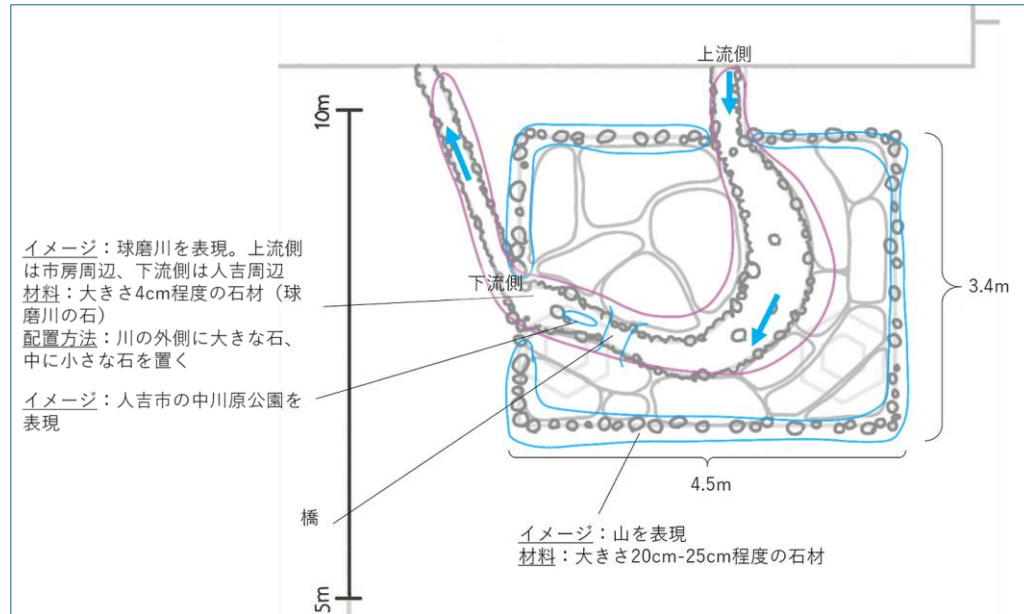 上流側
10m
イメージ：球磨川を表現。上流側
は市房周辺、下流側は人吉周辺
材料：大きさ4cm程度の石材（球
磨川の石）
配置方法：川の外側に大きな石、
中に小さな石を置く
下流側
3.4m
イメージ：人吉市の中川原公園を
表現
4.5m
橋
イメージ：山を表現
材料：大きさ20cm-25cm程度の石材
5m